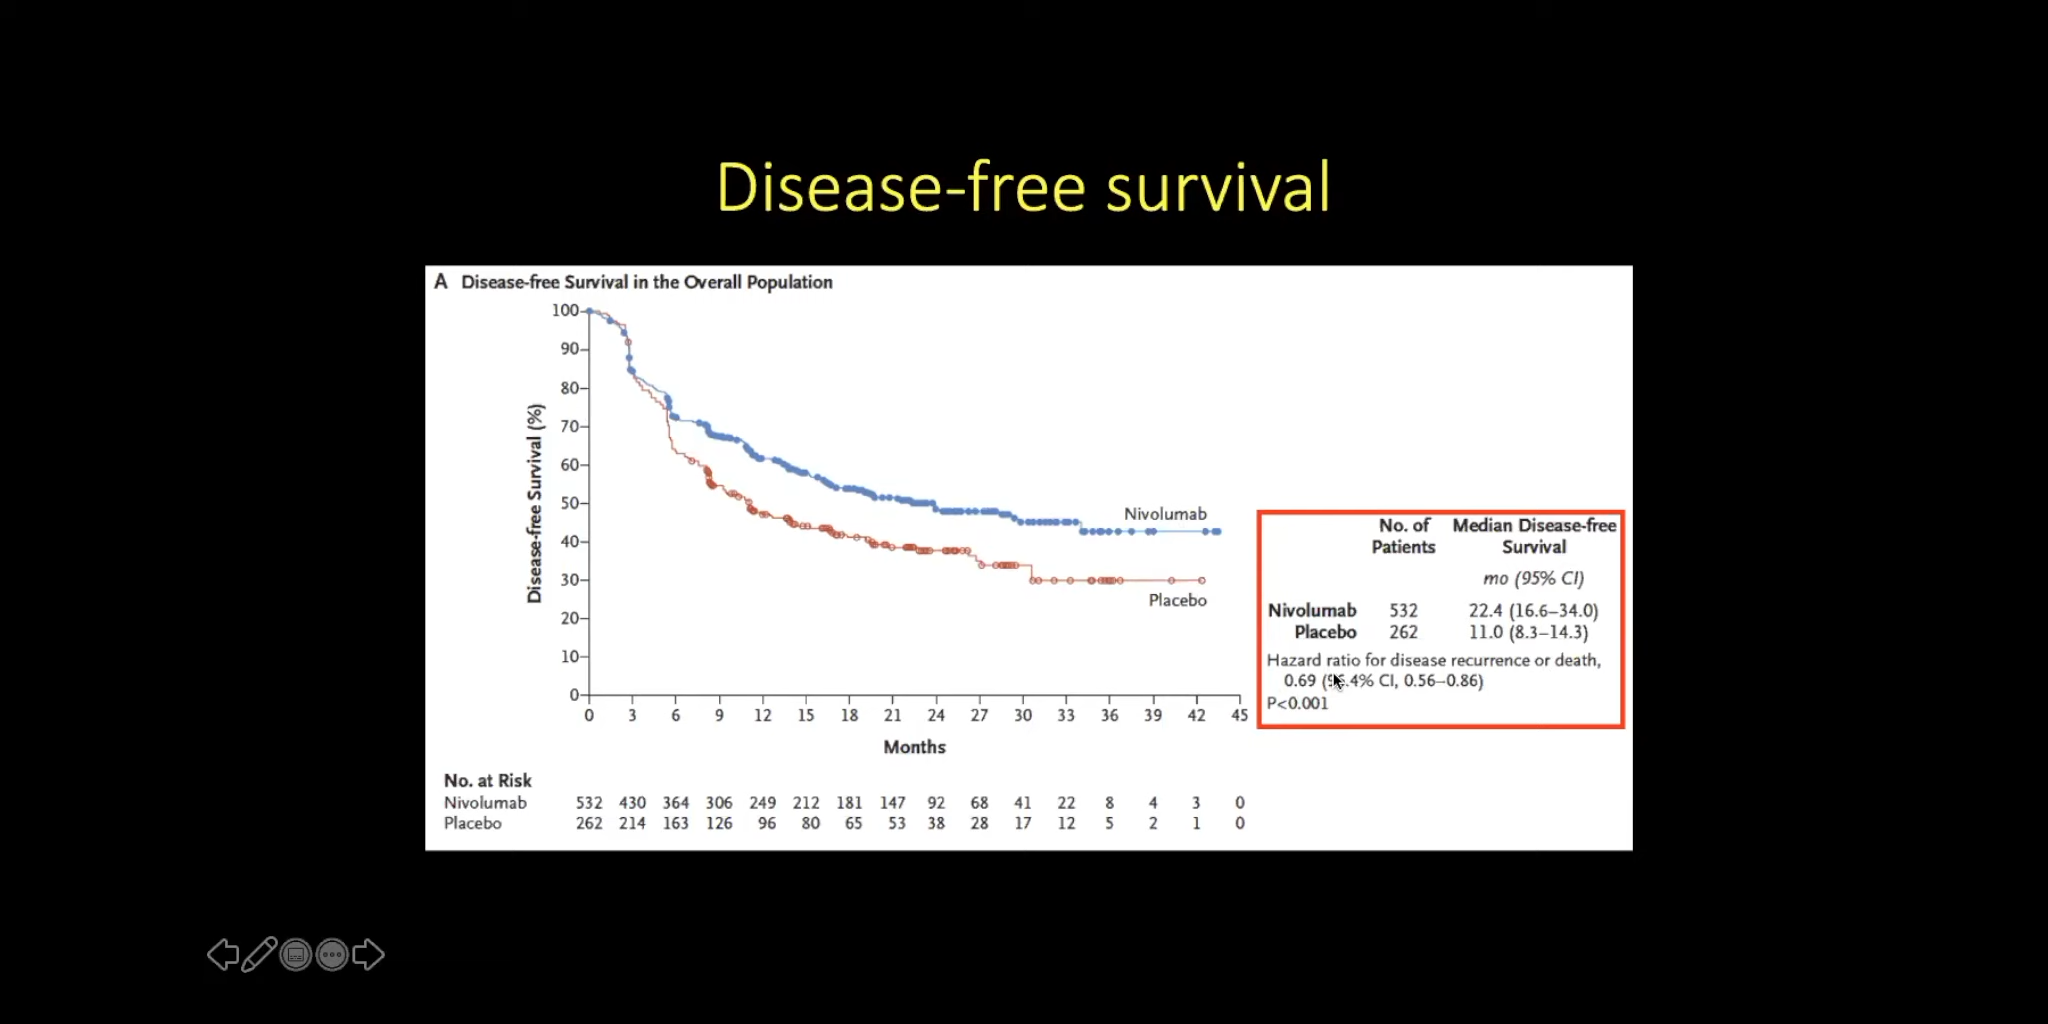 Disease-free survival
A Disease-free Survival in the Overall Population
Disease-free Survival (%)
100
90
80
70
60
50
40
30
20
10
0
Nivolumab
Placebo
0 3 6 9 12 15 18 21 24 27 30 33 36 39 42 45
Months
No. of Median Disease-free
Patients Survival
mo (95% CI)
Nivolumab 532 22.4 (16.6–34.0)
Placebo 262 11.0 (8.3–14.3)
Hazard ratio for disease recurrence or death,
0.69 ( CI, 0.56–0.86)
P<0.001
No. at Risk
Nivolumab 532 430 364 306 249 212 181 147 92 68 41 22 8 4 3 0
Placebo 262 214 163 126 96 80 65 53 38 28 17 12 5 2 1 0